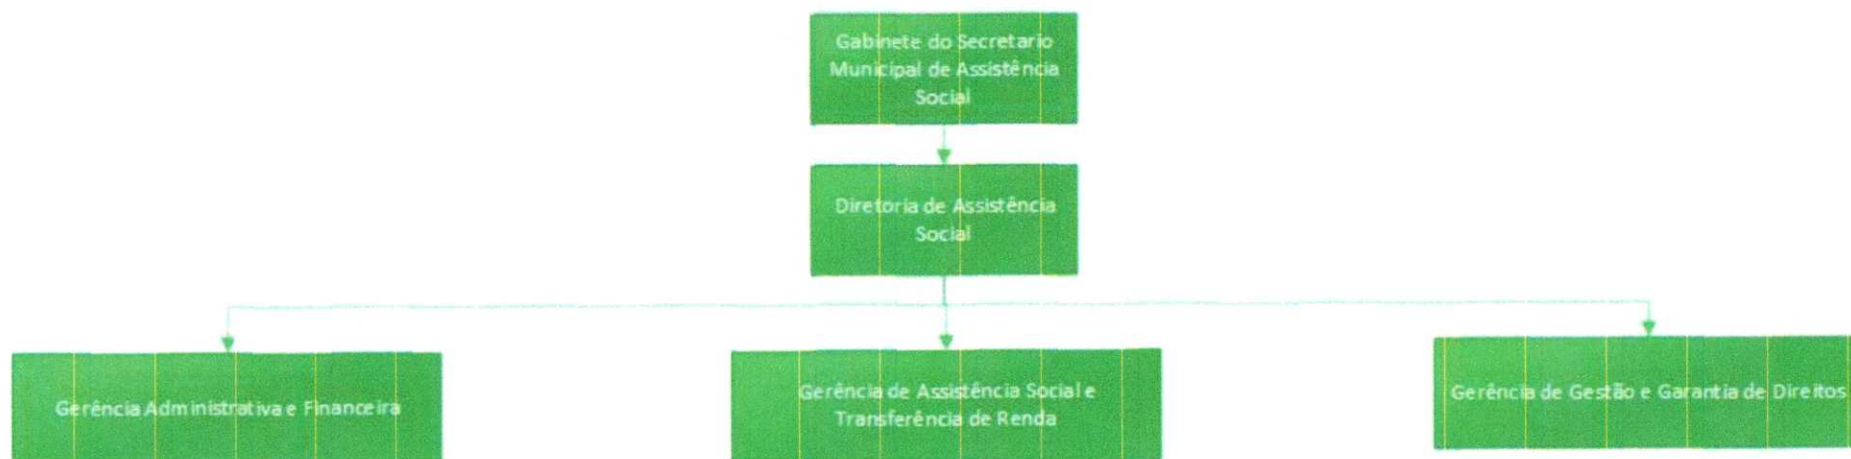 Gabinete do Secretario
Municipal de Assistência
Social
Diretoria de Assistência
Social
Gerência Administrativa e Financeira
Gerência de Assistência Social e
Transferência de Renda
Gerência de Gestão e Garantia de Direitos